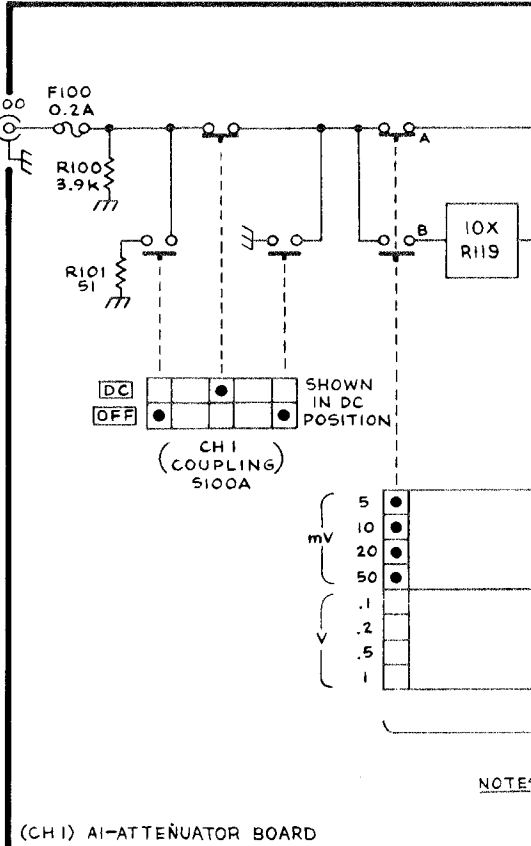 F100
0.2A
R100
3.9K
A
B
10X
R119
R101
51
DC
OFF
SHOWN
IN DC
POSITION
(CH 1
COUPLING)
S100A
mV
5
10
20
50
V
.1
.2
.5
1
(CH 1) A1-ATTENUATOR BOARD